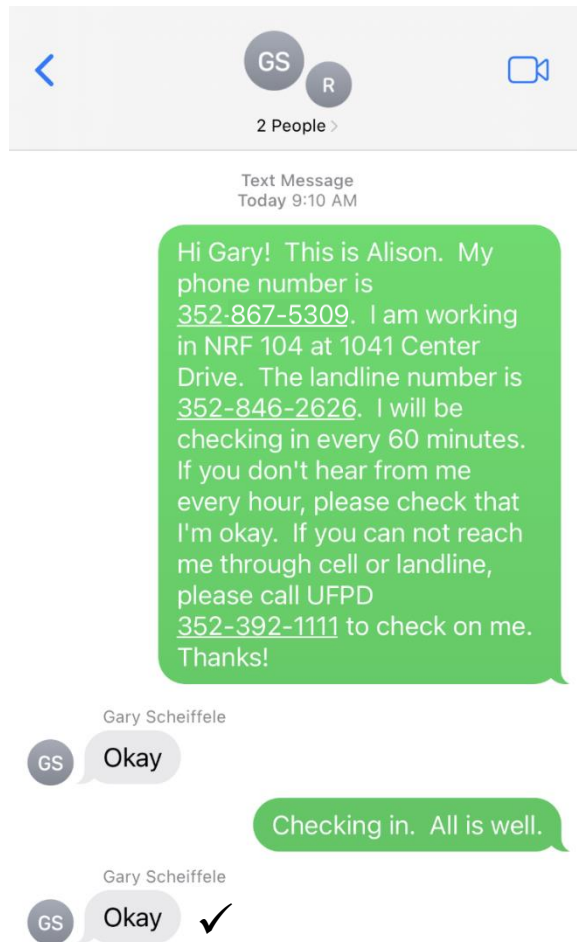 GS
R
2 People >
Text Message
Today 9:10 AM
Hi Gary!  This is Alison.  My
phone number is
352-867-5309.  I am working
in NRF 104 at 1041 Center
Drive.  The landline number is
352-846-2626.  I will be
checking in every 60 minutes.
If you don't hear from me
every hour, please check that
I'm okay.  If you can not reach
me through cell or landline,
please call UFPD
352-392-1111 to check on me.
Thanks!
Gary Scheiffele
GS
Okay
Checking in.  All is well.
Gary Scheiffele
GS
Okay ✓